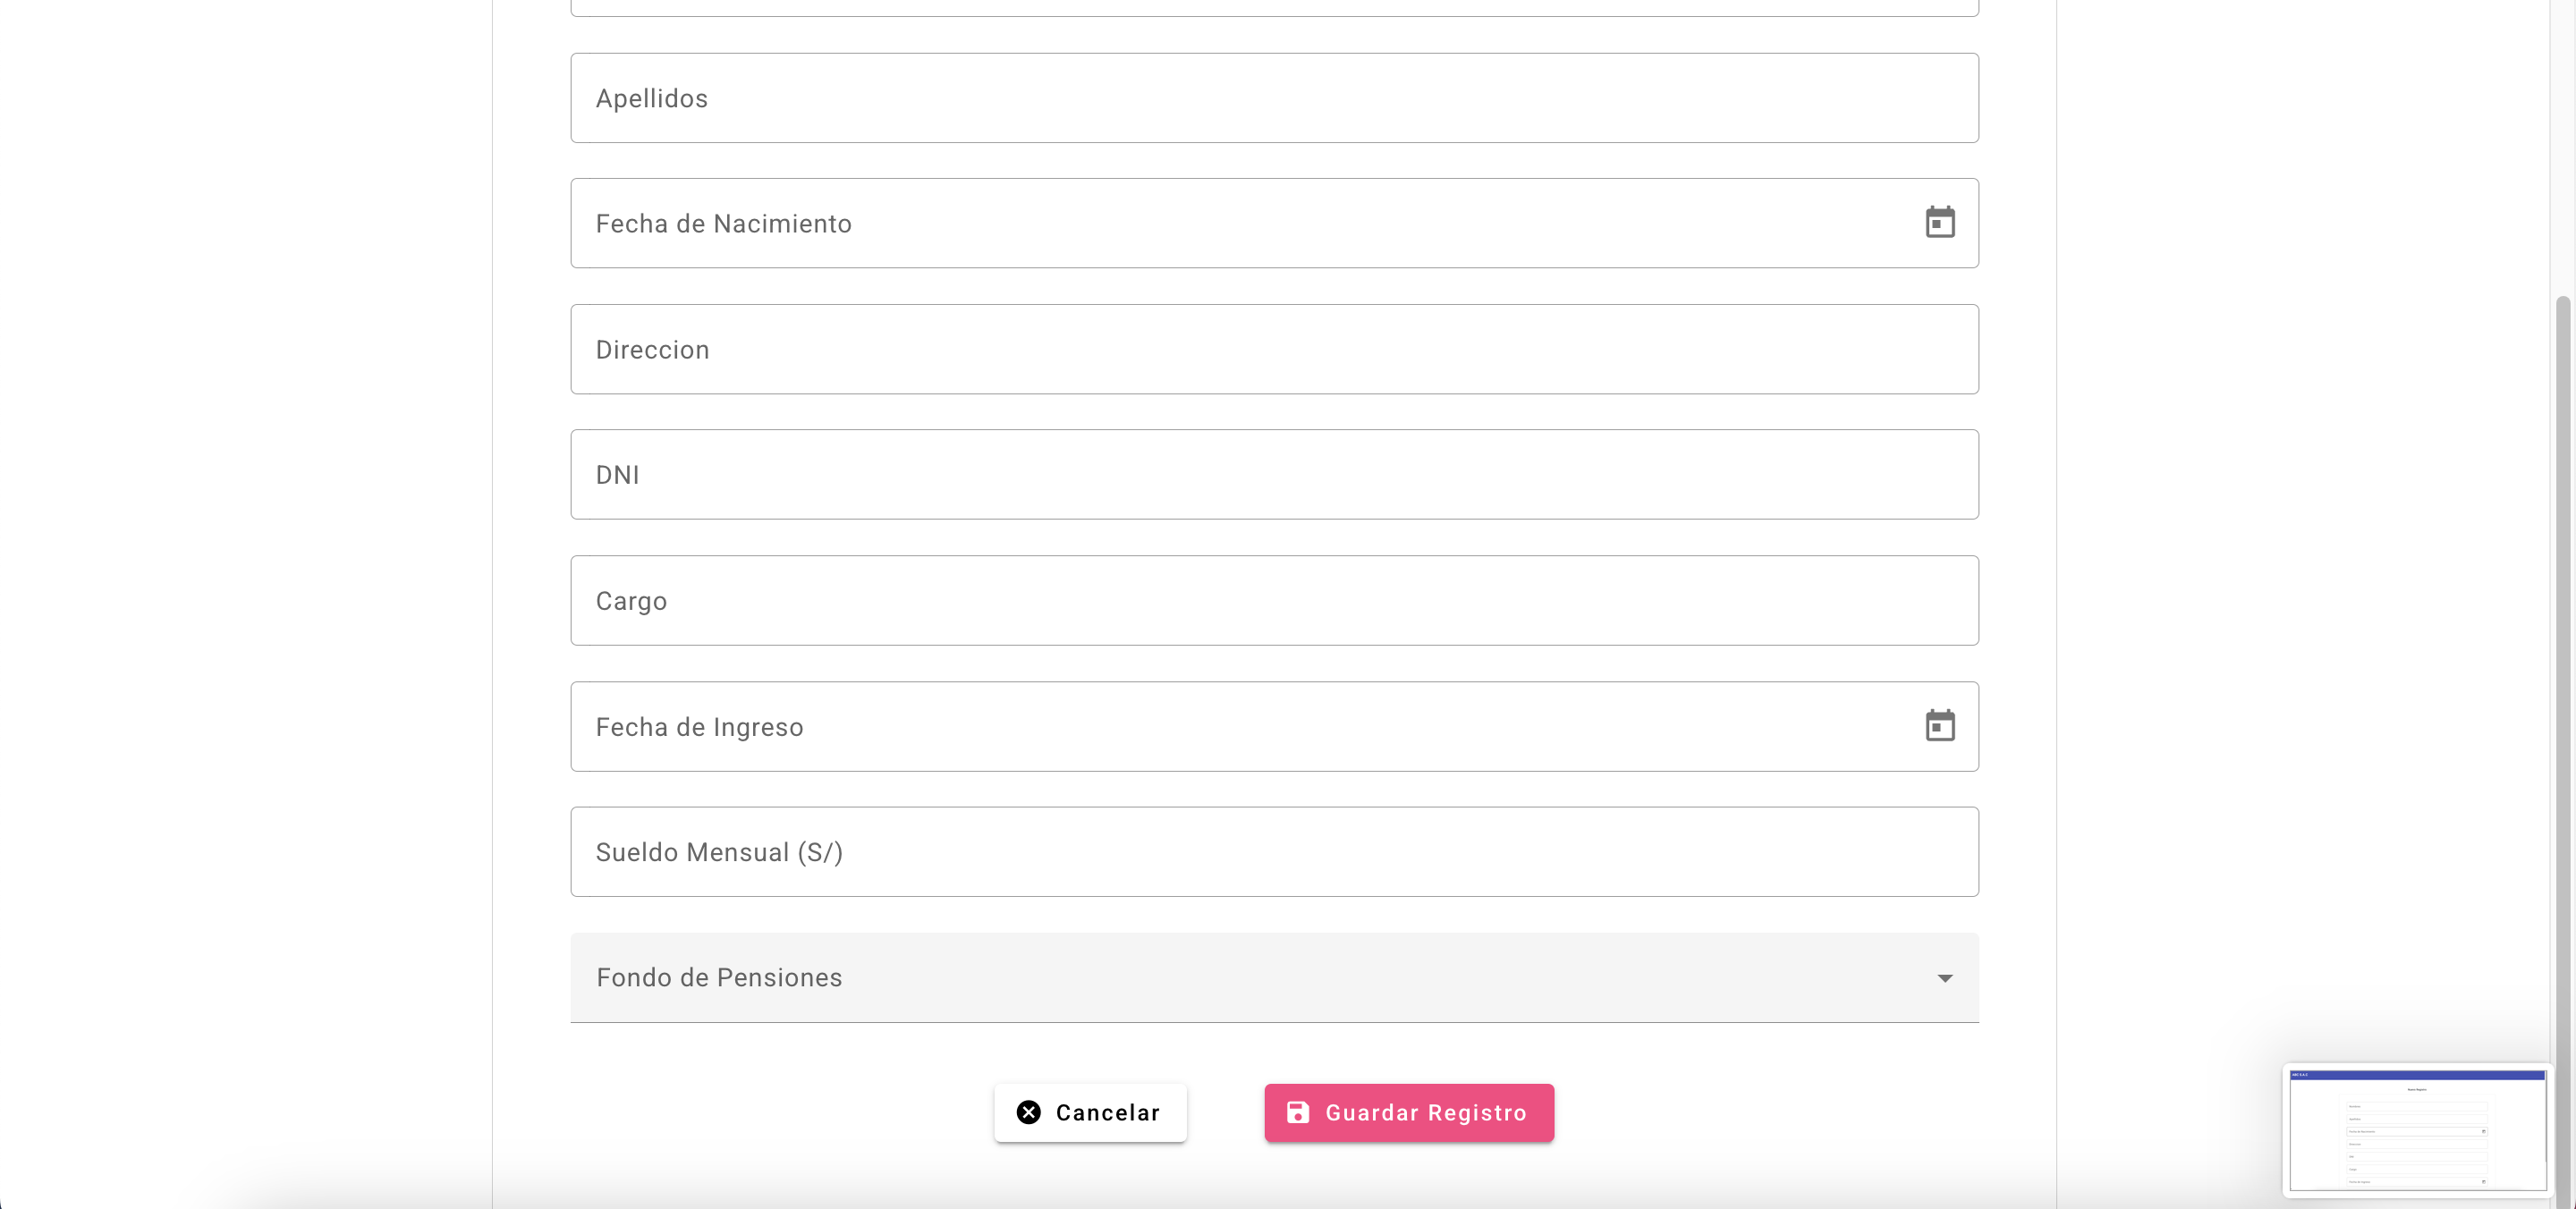 Apellidos
Fecha de Nacimiento
Direccion
DNI
Cargo
Fecha de Ingreso
Sueldo Mensual (S/)
Fondo de Pensiones
Cancelar
Guardar Registro